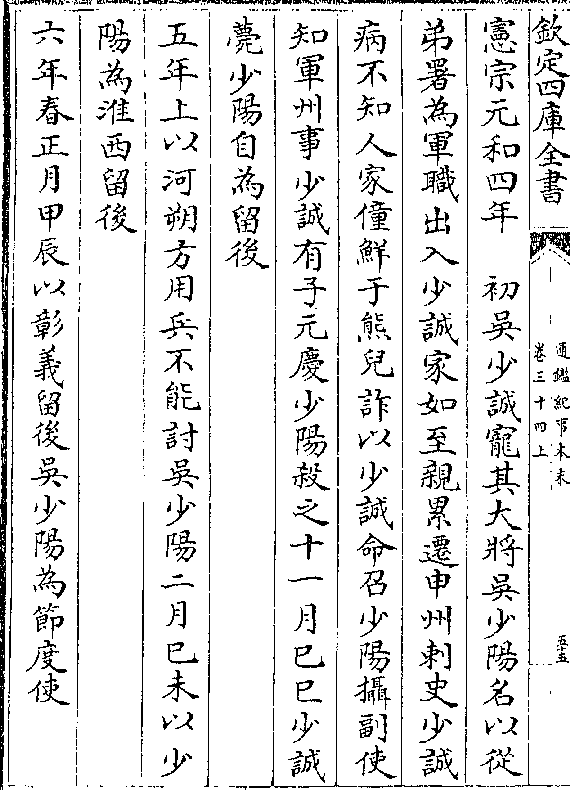 欽定四庫全書
通鑑紀事本末
卷三十四上
五十五
憲宗元和四年　初吳少誠寵其大將吳少陽名以從
弟署為軍職出入少誠家如至親累遷申州刺史少誠
病不知人家僮鮮于熊兒詐以少誠命召少陽攝副使
知軍州事少誠有子元慶少陽殺之十一月己巳少誠
薨少陽自為留後
五年上以河朔方用兵不能討吳少陽二月己未以少
陽為淮西留後
六年春正月甲辰以彰義留後吳少陽為節度使